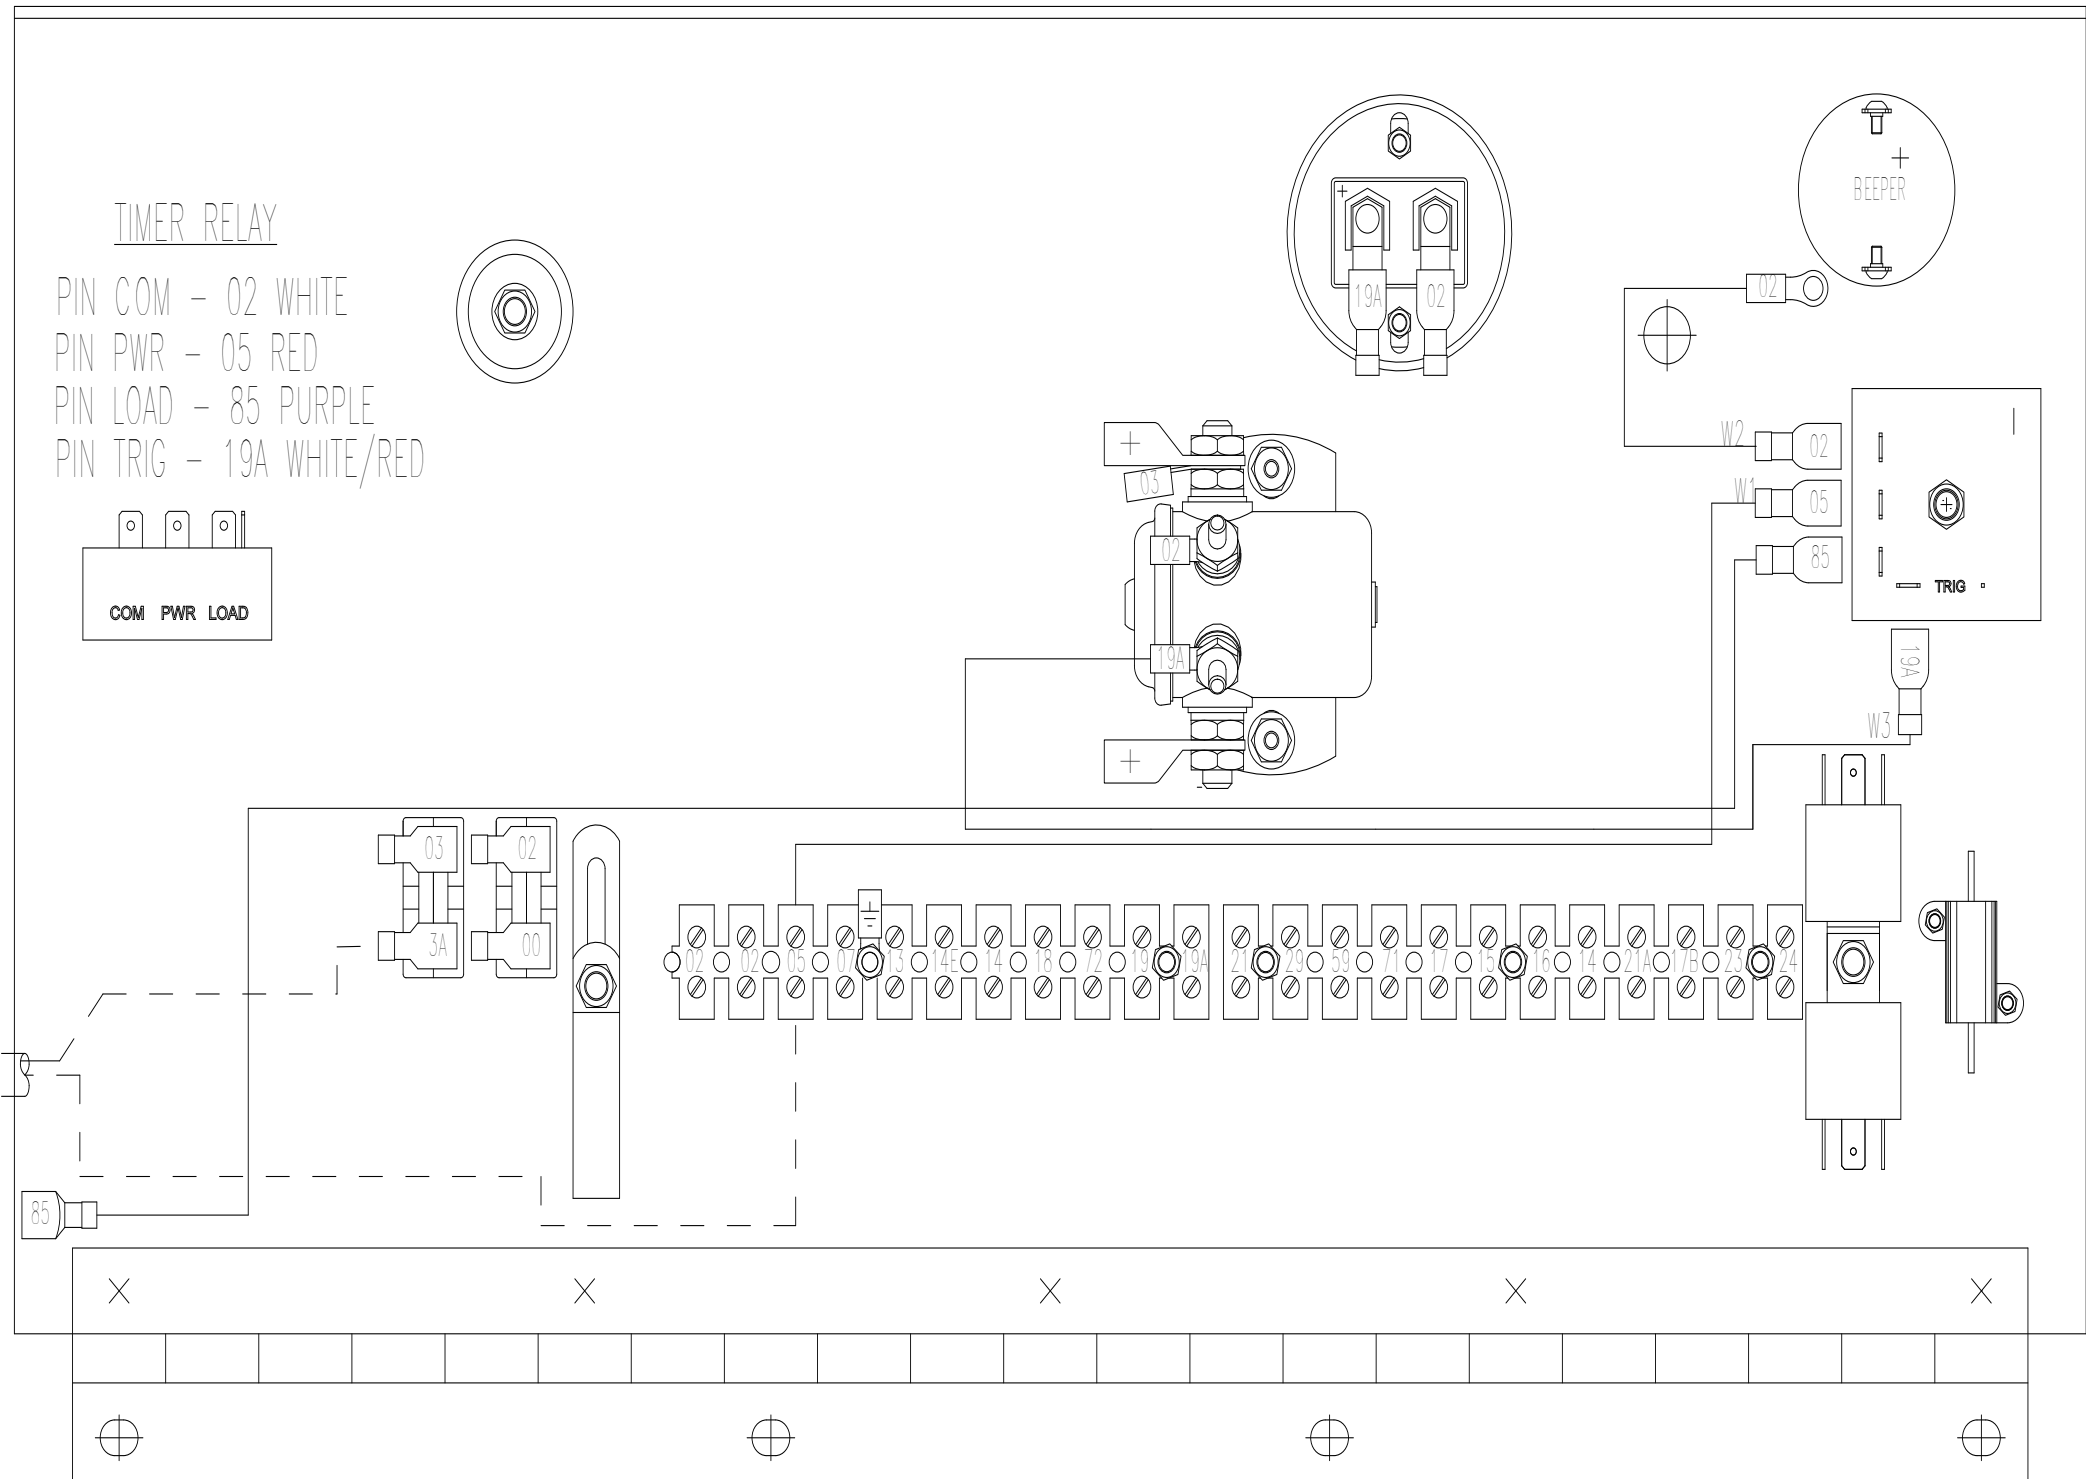 TIMER RELAY
PIN COM - 02 WHITE
PIN PWR - 05 RED
PIN LOAD - 85 PURPLE
PIN TRIG - 19A WHITE/RED
COM PWR LOAD
+
19A 02
+
BEEPER
02
W2 02
W1 05
85
TRIG
19A
W3
+
03
02
19A
+
03 02
3A 00
02 02 05 07 13 14E 14 18 72 19 19A 21 29 59 71 17 15 16 14 21A 17B 23 24
85
X X X X X